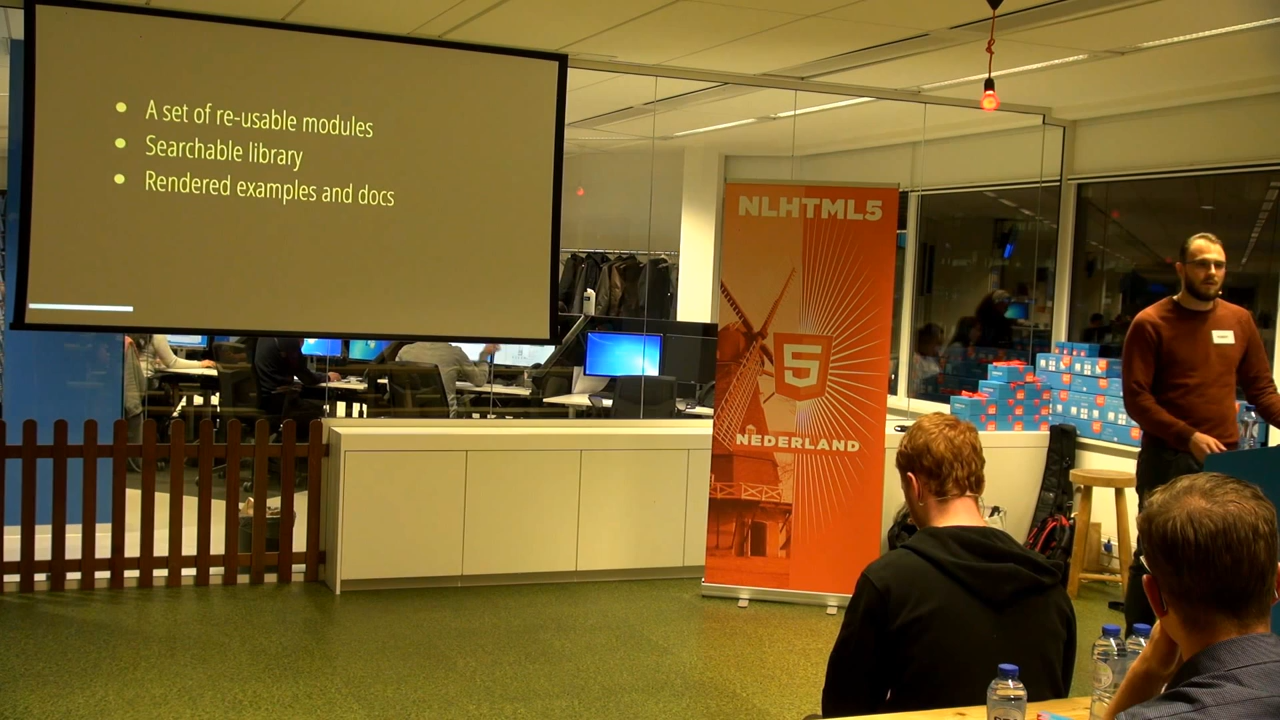 A set of re-usable modules
Searchable library
Rendered examples and docs
NLHTML5
5
NEDERLAND